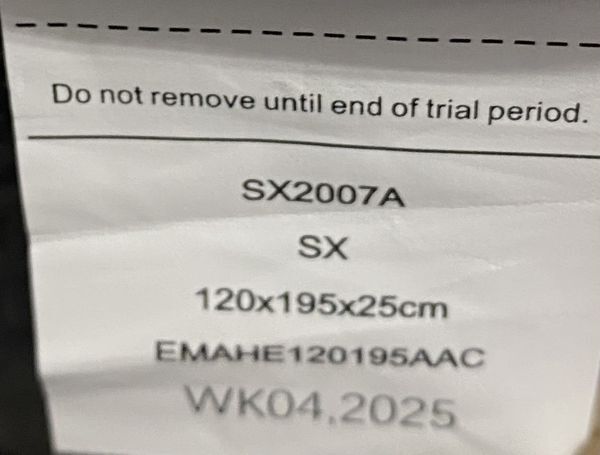 Do not remove until end of trial period.
SX2007A
SX
120x195x25cm
EMAHE120195AAC
WK04.2025